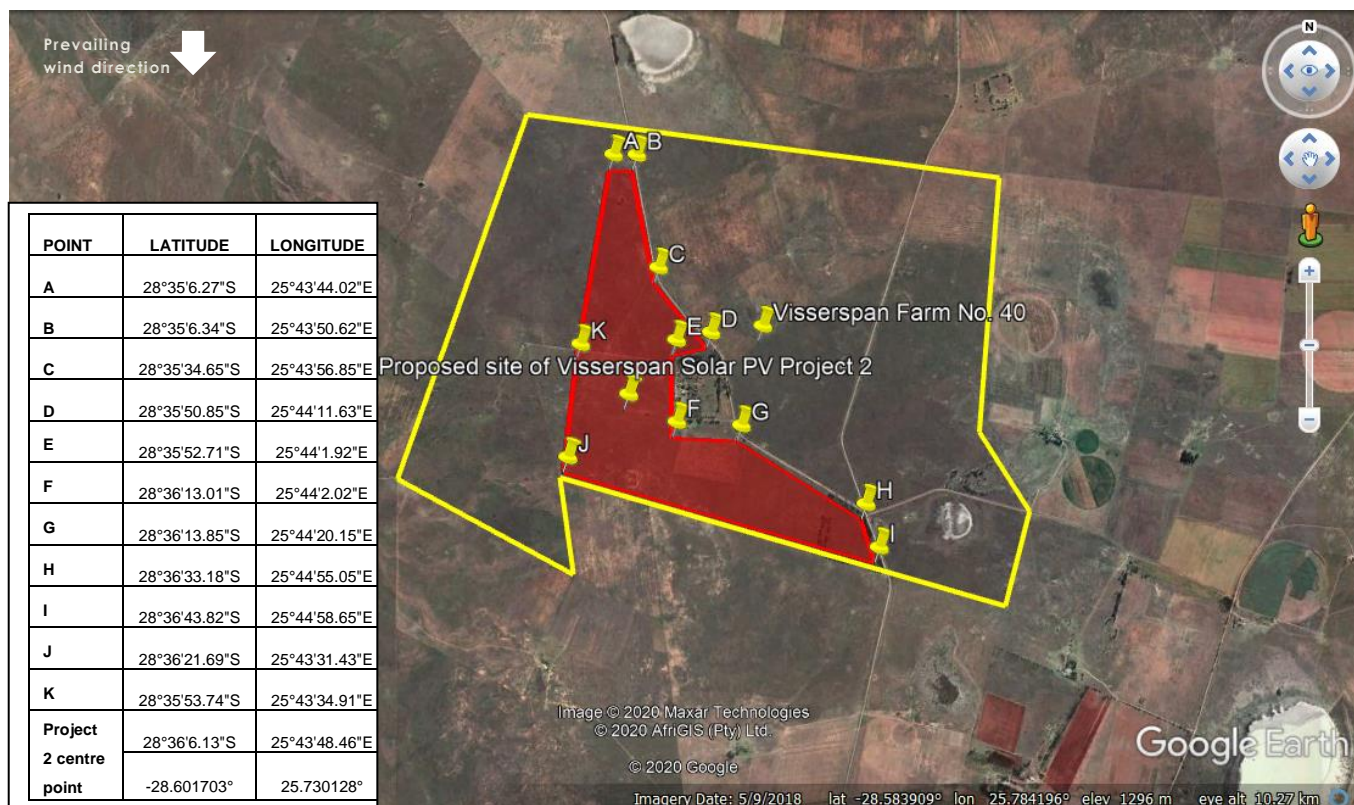 Prevailing
wind direction
N
A B
C
D
E
Visserspan Farm No. 40
K
Proposed site of Visserspan Solar PV Project 2
F
G
J
H
I
POINT LATITUDE LONGITUDE
A 28°35'6.27"S 25°43'44.02"E
B 28°35'6.34"S 25°43'50.62"E
C 28°35'34.65"S 25°43'56.85"E
D 28°35'50.85"S 25°44'11.63"E
E 28°35'52.71"S 25°44'1.92"E
F 28°36'13.01"S 25°44'2.02"E
G 28°36'13.85"S 25°44'20.15"E
H 28°36'33.18"S 25°44'55.05"E
I 28°36'43.82"S 25°44'58.65"E
J 28°36'21.69"S 25°43'31.43"E
K 28°35'53.74"S 25°43'34.91"E
Project
2 centre
point
28°36'6.13"S 25°43'48.46"E
-28.601703° 25.730128°
Image © 2020 Maxar Technologies
© 2020 AfriGIS (Pty) Ltd.
© 2020 Google
Google Earth
Imagery Date: 5/9/2018 lat -28.583909° lon 25.784196° elev 1296 m eye alt 10.27 km